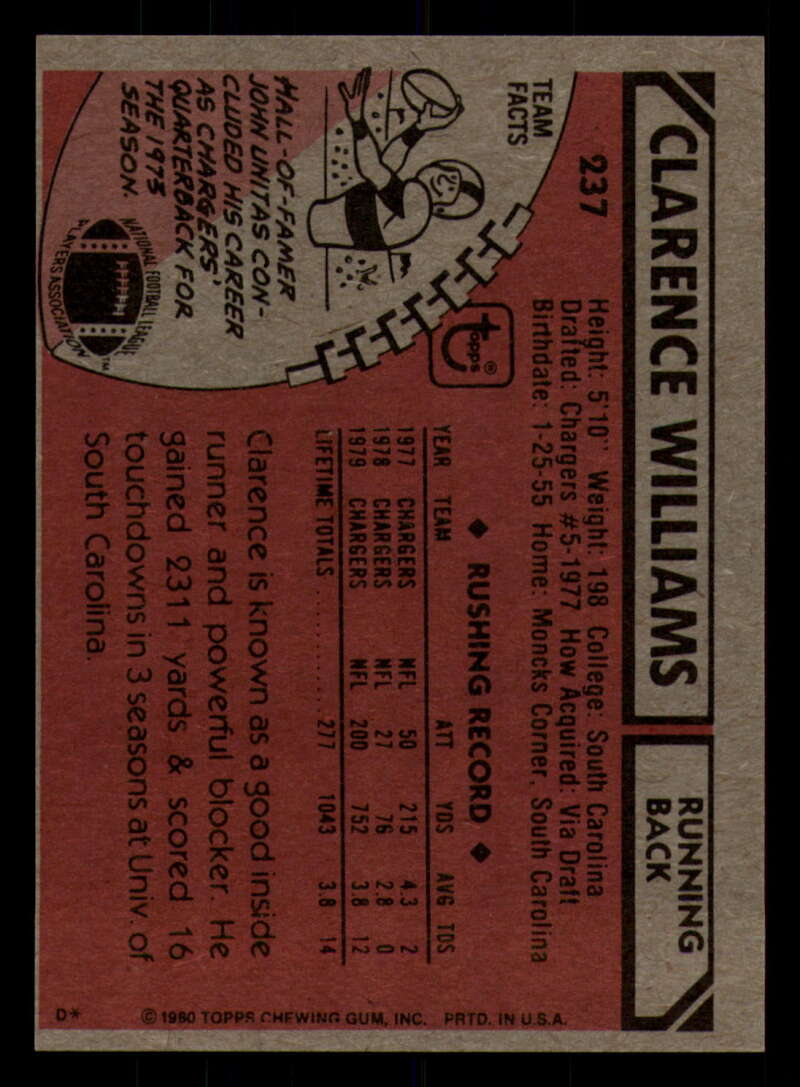 CLARENCE WILLIAMS
RUNNING
BACK
237
Height: 5'10" Weight: 198 College: South Carolina
Drafted: Chargers #5-1977 How Acquired: Via Draft
Birthdate: 1-25-55 Home: Moncks Corner, South Carolina
TEAM
FACTS
topps®
HALL-OF-FAMER
JOHN UNITAS CON-
CLUDED HIS CAREER
AS CHARGERS'
QUARTERBACK FOR
THE 1973
SEASON.
NATIONAL FOOTBALL LEAGUE
PLAYERS ASSOCIATION™
◆ RUSHING RECORD ◆
YEAR TEAM ATT YDS AVG TDS
1977 CHARGERS NFL 50 215 4.3 2
1978 CHARGERS NFL 27 76 2.8 0
1979 CHARGERS NFL 200 752 3.8 12
LIFETIME TOTALS .......... 277 1043 3.8 14
Clarence is known as a good inside
runner and powerful blocker. He
gained 2311 yards & scored 16
touchdowns in 3 seasons at Univ. of
South Carolina.
D* © 1980 TOPPS CHEWING GUM, INC. PRTD. IN U.S.A.